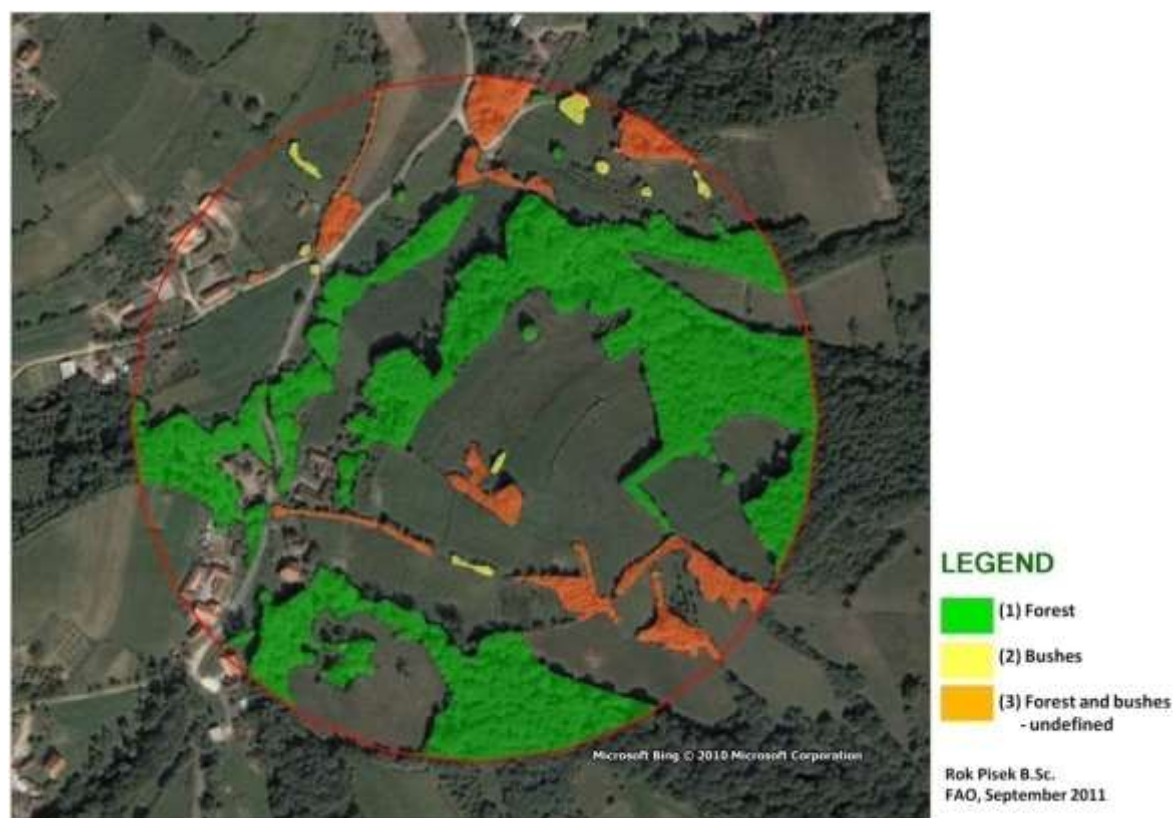 Microsoft Bing © 2010 Microsoft Corporation
LEGEND
(1) Forest
(2) Bushes
(3) Forest and bushes
- undefined
Rok Pisek B.Sc.
FAO, September 2011